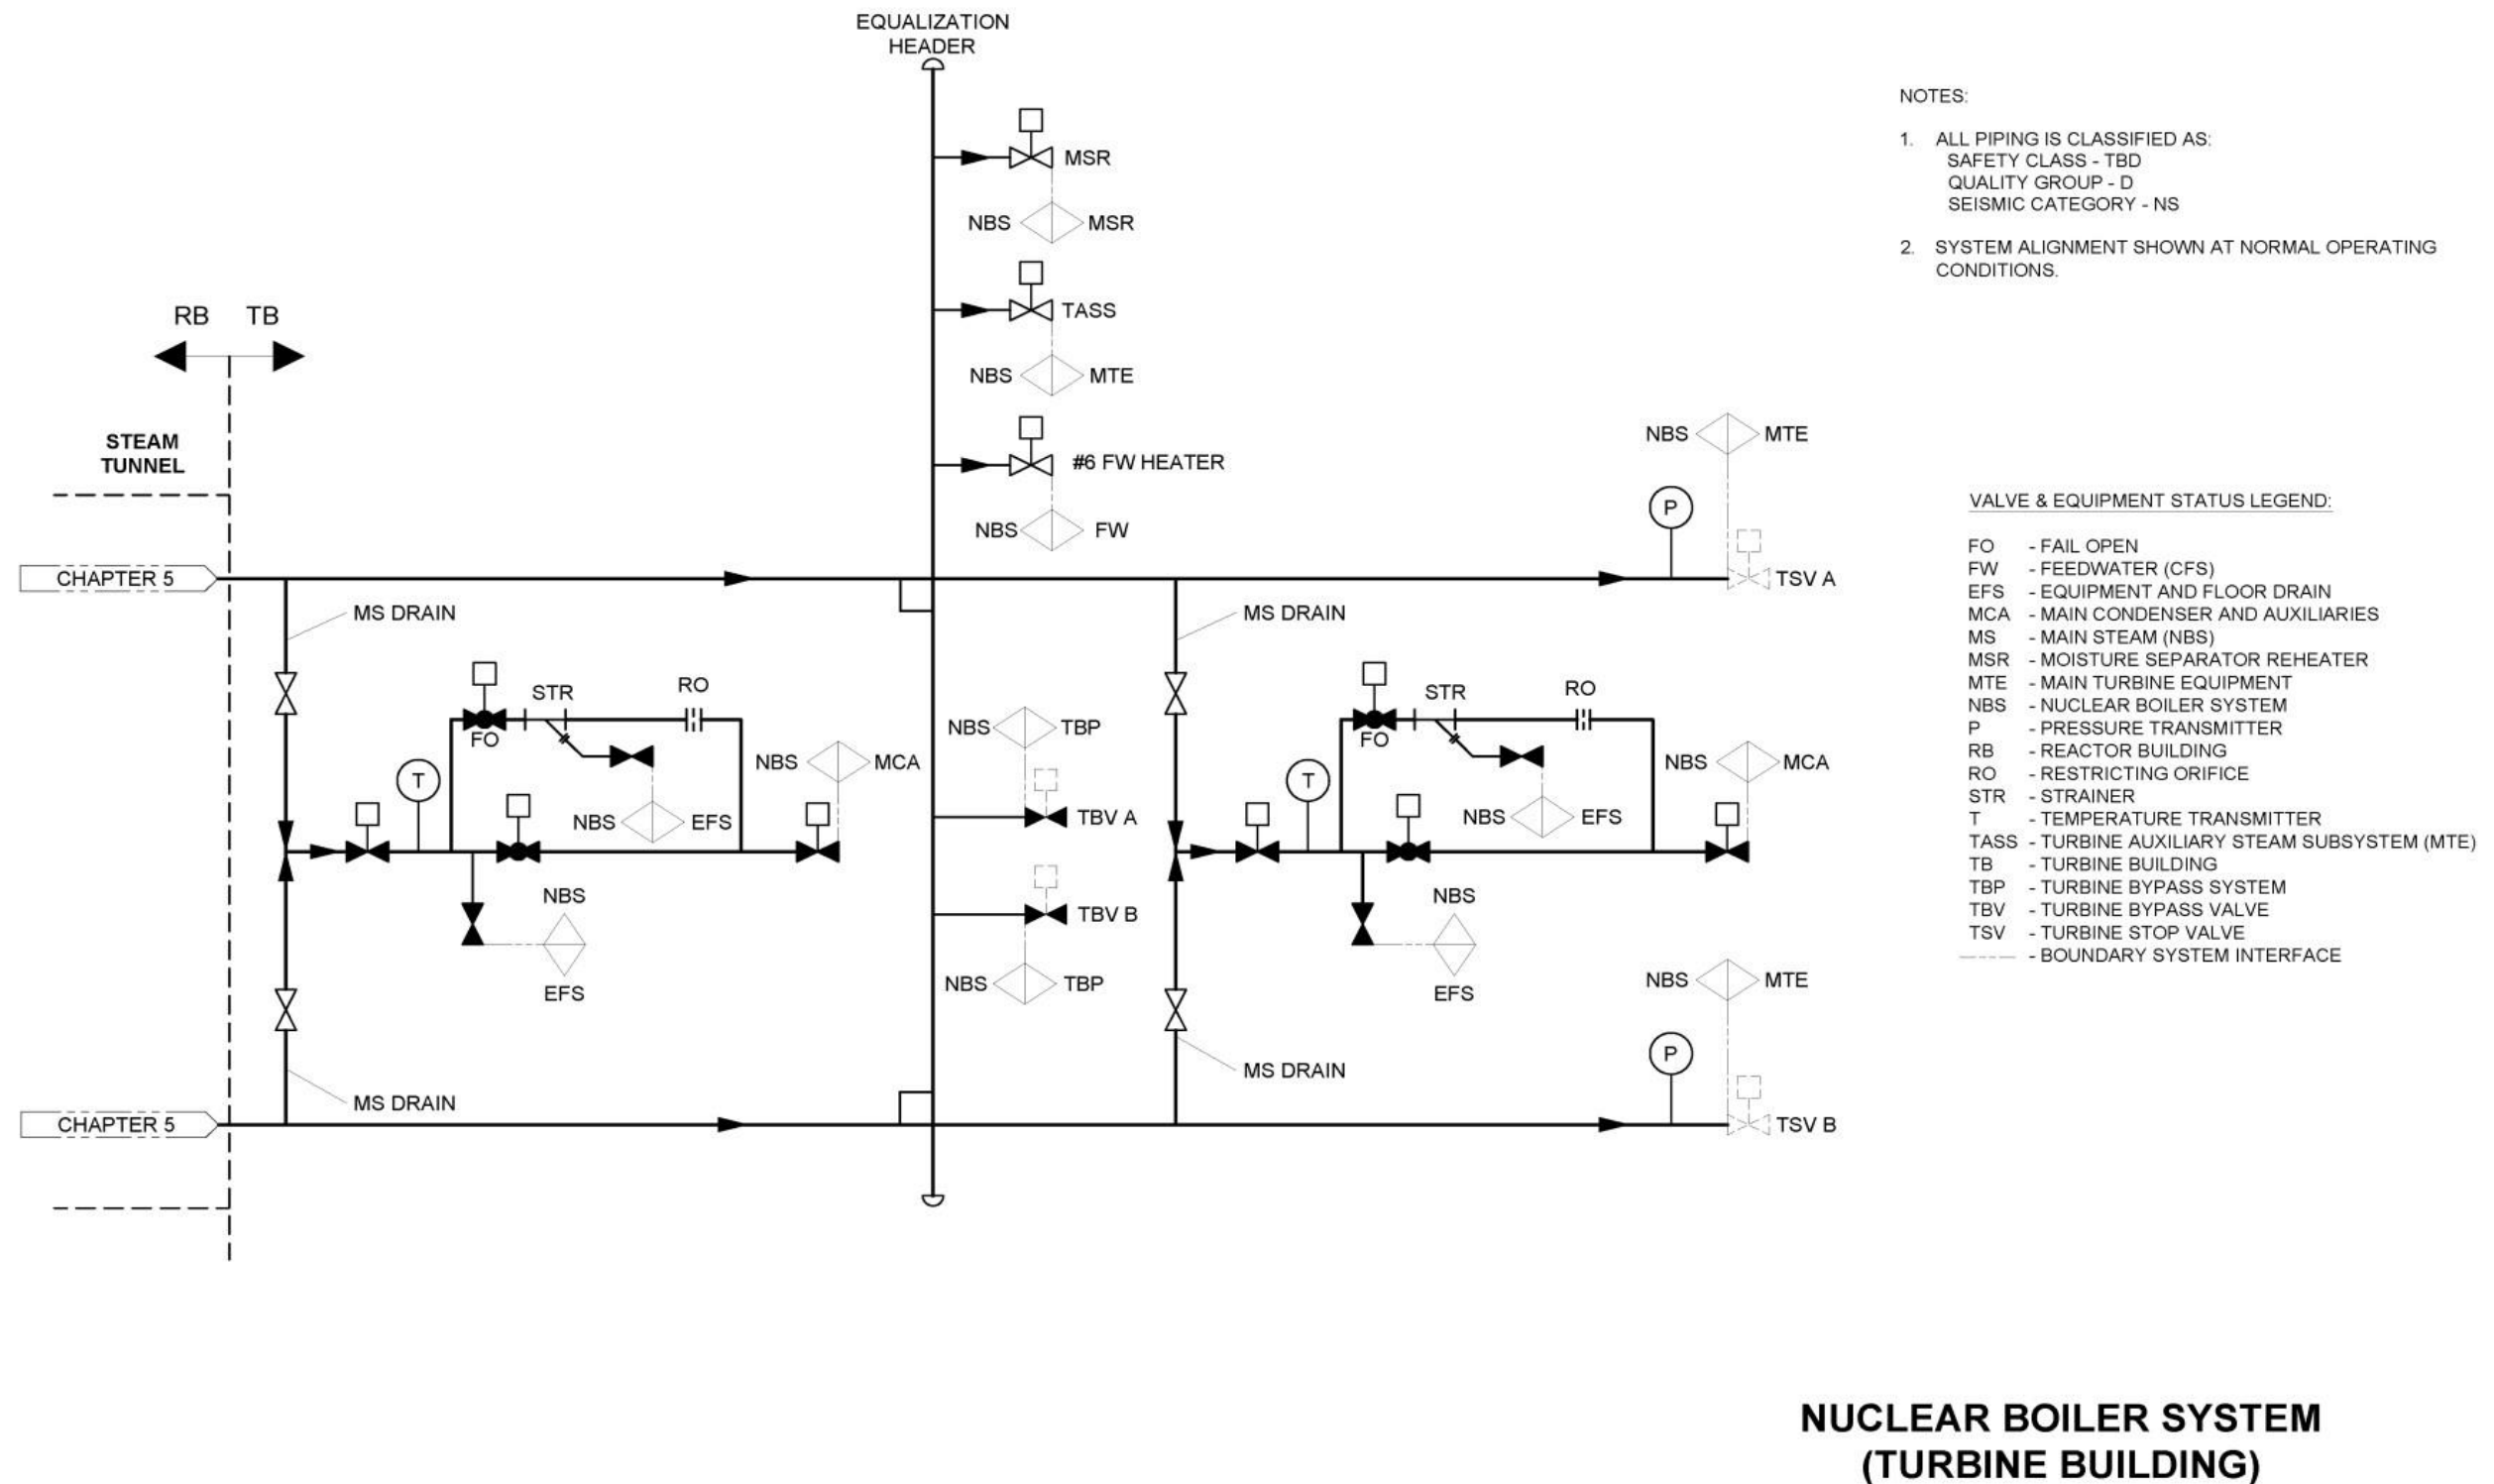 EQUALIZATION
HEADER
MSR
NBS MSR
TASS
NBS MTE
#6 FW HEATER
NBS FW
RB TB
STEAM
TUNNEL
CHAPTER 5
MS DRAIN
MS DRAIN
NBS MTE
P
TSV A
STR
RO
FO
T
NBS EFS
NBS MCA
NBS
EFS
NBS TBP
TBV A
TBV B
NBS TBP
STR
RO
FO
T
NBS EFS
NBS MCA
NBS
EFS
NBS MTE
P
TSV B
MS DRAIN
MS DRAIN
CHAPTER 5
NOTES:
1. ALL PIPING IS CLASSIFIED AS:
SAFETY CLASS - TBD
QUALITY GROUP - D
SEISMIC CATEGORY - NS
2. SYSTEM ALIGNMENT SHOWN AT NORMAL OPERATING
CONDITIONS.
VALVE & EQUIPMENT STATUS LEGEND:
FO - FAIL OPEN
FW - FEEDWATER (CFS)
EFS - EQUIPMENT AND FLOOR DRAIN
MCA - MAIN CONDENSER AND AUXILIARIES
MS - MAIN STEAM (NBS)
MSR - MOISTURE SEPARATOR REHEATER
MTE - MAIN TURBINE EQUIPMENT
NBS - NUCLEAR BOILER SYSTEM
P - PRESSURE TRANSMITTER
RB - REACTOR BUILDING
RO - RESTRICTING ORIFICE
STR - STRAINER
T - TEMPERATURE TRANSMITTER
TASS - TURBINE AUXILIARY STEAM SUBSYSTEM (MTE)
TB - TURBINE BUILDING
TBP - TURBINE BYPASS SYSTEM
TBV - TURBINE BYPASS VALVE
TSV - TURBINE STOP VALVE
- BOUNDARY SYSTEM INTERFACE
NUCLEAR BOILER SYSTEM
(TURBINE BUILDING)